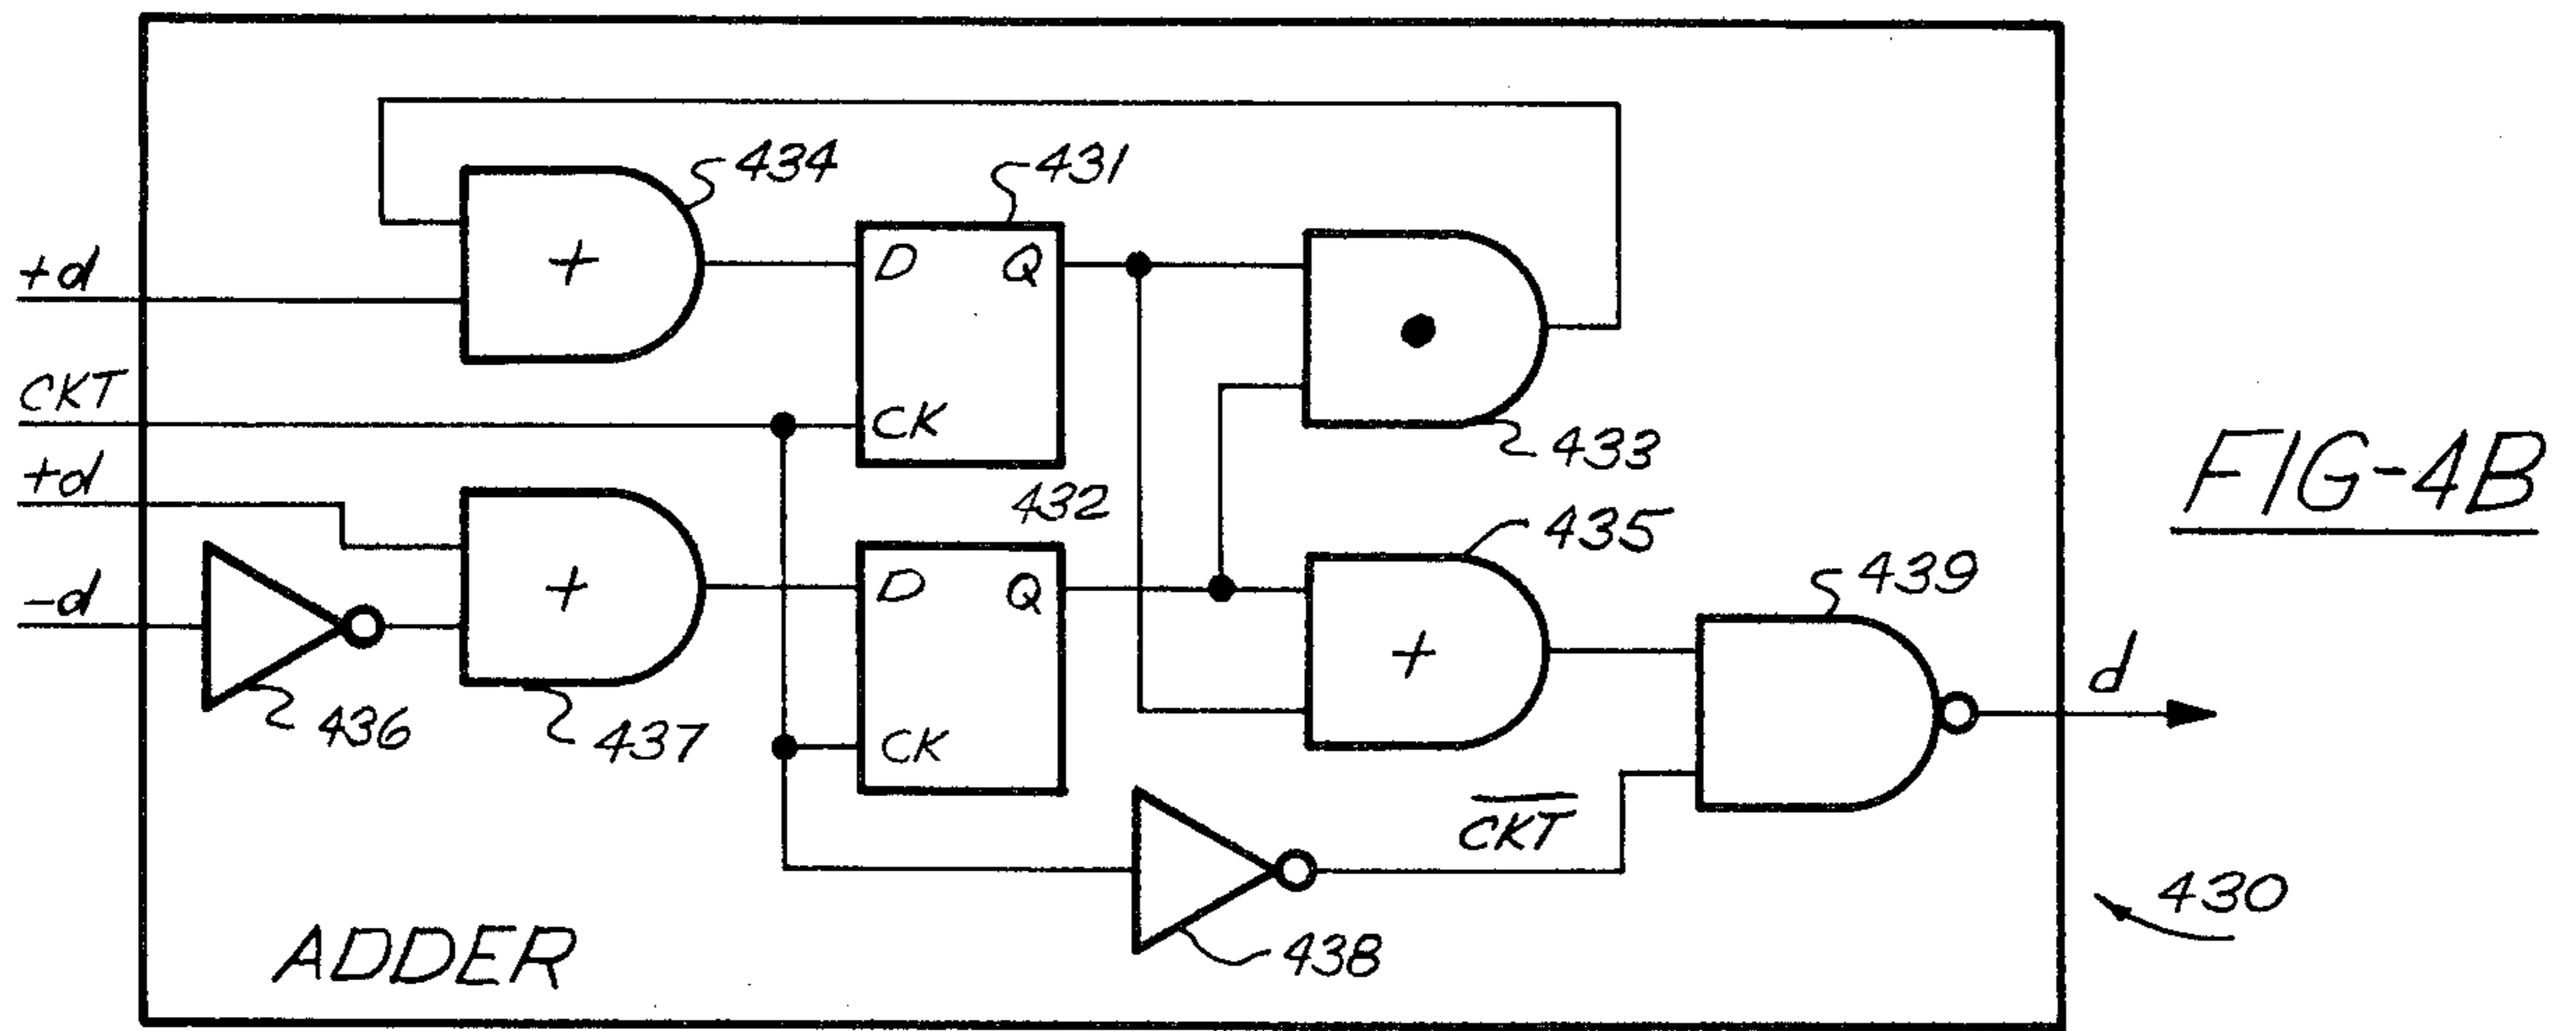 434
431
+
D Q
+d
CKT
CK
433
FIG-4B
+d
432
435
439
+
D Q
+
-d
d
436
437
CK
CKT
438
430
ADDER